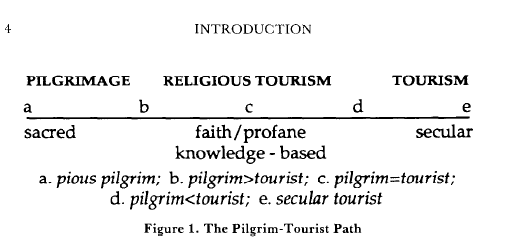 4 INTRODUCTION
PILGRIMAGE RELIGIOUS TOURISM TOURISM
a b c d e
sacred faith/profane secular
knowledge - based
a. pious pilgrim; b. pilgrim>tourist; c. pilgrim=tourist;
d. pilgrim<tourist; e. secular tourist
Figure 1. The Pilgrim-Tourist Path